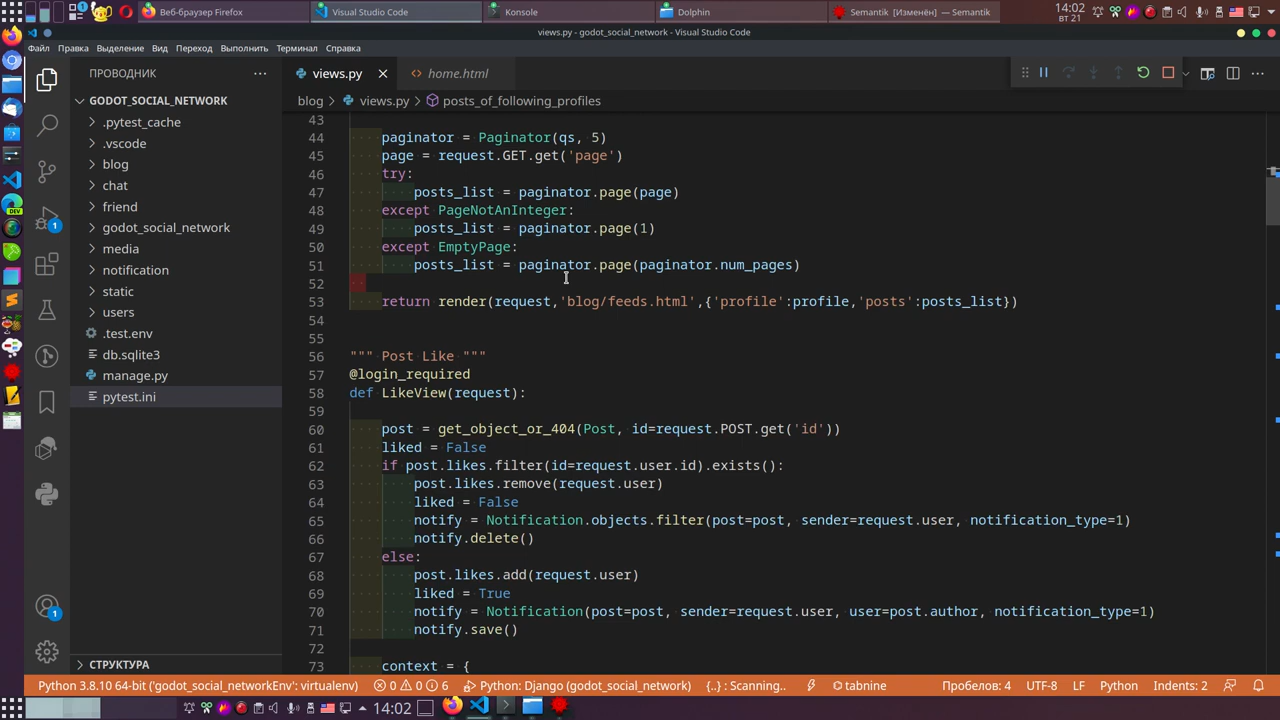 Веб-браузер Firefox
Visual Studio Code
Konsole
Dolphin
Semantik [Изменён] — Semantik
14:02
вт 21
views.py - godot_social_network - Visual Studio Code
Файл Правка Выделение Вид Переход Выполнить Терминал Справка
ПРОВОДНИК
views.py
home.html
GODOT_SOCIAL_NETWORK
.pytest_cache
.vscode
blog
chat
friend
godot_social_network
media
notification
static
users
.test.env
db.sqlite3
manage.py
pytest.ini
СТРУКТУРА
DEV
1
1
blog > views.py > posts_of_following_profiles
43
44 paginator = Paginator(qs, 5)
45 page = request.GET.get('page')
46 try:
47 posts_list = paginator.page(page)
48 except PageNotAnInteger:
49 posts_list = paginator.page(1)
50 except EmptyPage:
51 posts_list = paginator.page(paginator.num_pages)
52
53 return render(request,'blog/feeds.html',{'profile':profile,'posts':posts_list})
54
55
56 """ Post Like """
57 @login_required
58 def LikeView(request):
59
60 post = get_object_or_404(Post, id=request.POST.get('id'))
61 liked = False
62 if post.likes.filter(id=request.user.id).exists():
63 post.likes.remove(request.user)
64 liked = False
65 notify = Notification.objects.filter(post=post, sender=request.user, notification_type=1)
66 notify.delete()
67 else:
68 post.likes.add(request.user)
69 liked = True
70 notify = Notification(post=post, sender=request.user, user=post.author, notification_type=1)
71 notify.save()
72
73 context = {
Python 3.8.10 64-bit ('godot_social_networkEnv': virtualenv) 0 0 6 Python: Django (godot_social_network) {..} : Scanning.. tabnine Пробелов: 4 UTF-8 LF Python Indents: 2
14:02